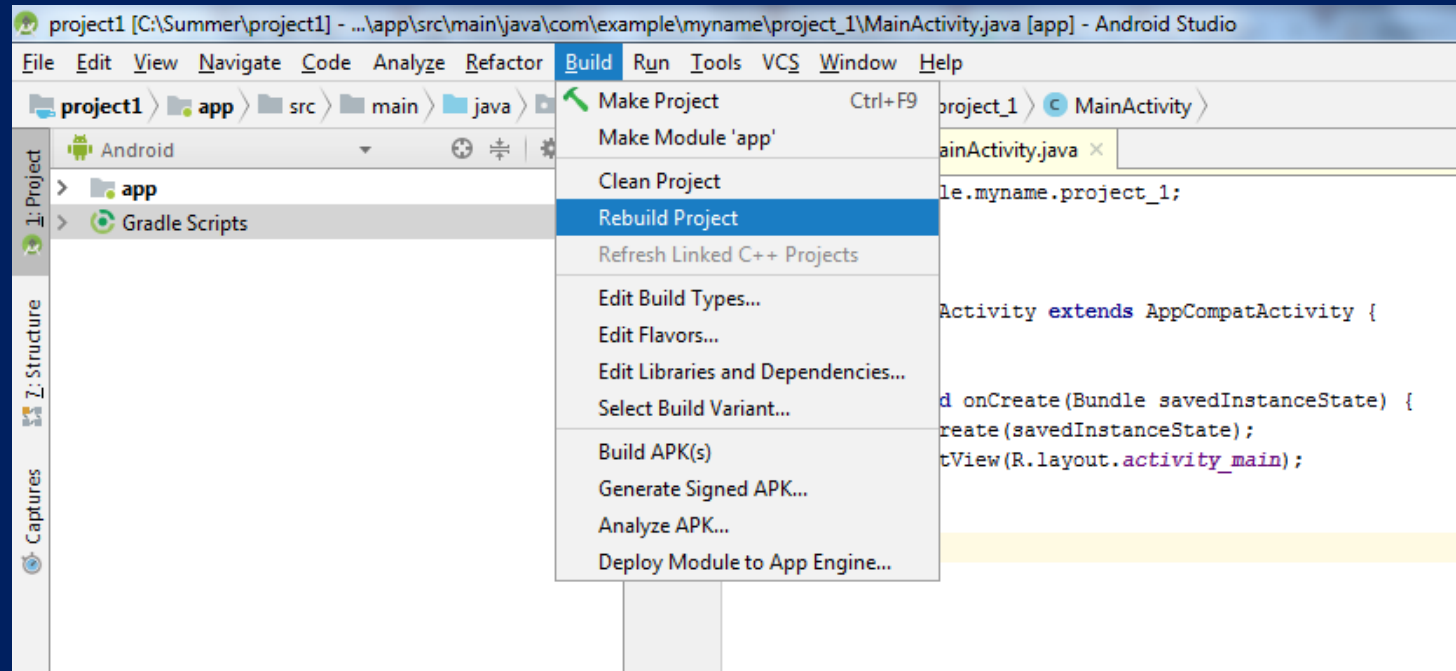 project1 [C:\Summer\project1] - ...\app\src\main\java\com\example\myname\project_1\MainActivity.java [app] - Android Studio
File Edit View Navigate Code Analyze Refactor Build Run Tools VCS Window Help
project1 app src main java project_1 C MainActivity
Android
ainActivity.java
1: Project
7: Structure
Captures
app
Gradle Scripts
Make Project Ctrl+F9
Make Module 'app'
Clean Project
Rebuild Project
Refresh Linked C++ Projects
Edit Build Types...
Edit Flavors...
Edit Libraries and Dependencies...
Select Build Variant...
Build APK(s)
Generate Signed APK...
Analyze APK...
Deploy Module to App Engine...
le.myname.project_1;
Activity extends AppCompatActivity {
d onCreate(Bundle savedInstanceState) {
reate(savedInstanceState);
tView(R.layout.activity_main);